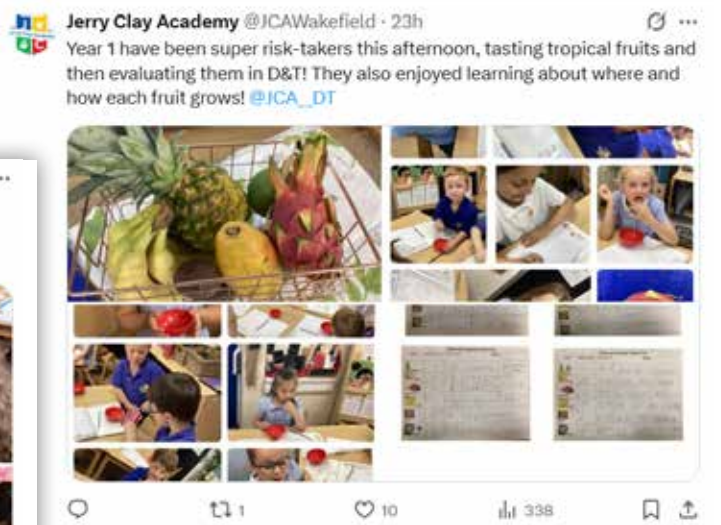 Jerry Clay Academy @JCAWakefield · 23h
Year 1 have been super risk-takers this afternoon, tasting tropical fruits and
then evaluating them in D&T! They also enjoyed learning about where and
how each fruit grows! @JCA__DT
1
10
338